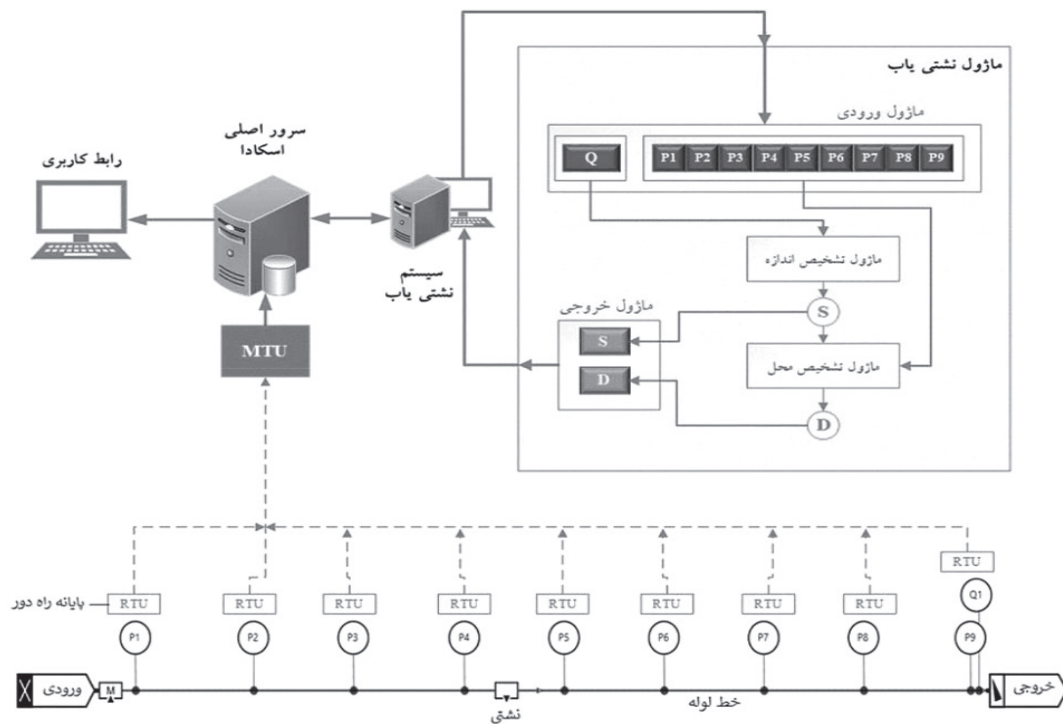 ماژول نشتی یاب
ماژول ورودی
Q
P1 P2 P3 P4 P5 P6 P7 P8 P9
سرور اصلی
اسکادا
رابط کاربری
سیستم
نشتی یاب
ماژول تشخیص اندازه
S
ماژول خروجی
S
D
ماژول تشخیص محل
D
MTU
پایانه راه دور
RTU RTU RTU RTU RTU RTU RTU RTU RTU
Q1
P1 P2 P3 P4 P5 P6 P7 P8 P9
ورودی
M
نشتی
خط لوله
خروجی